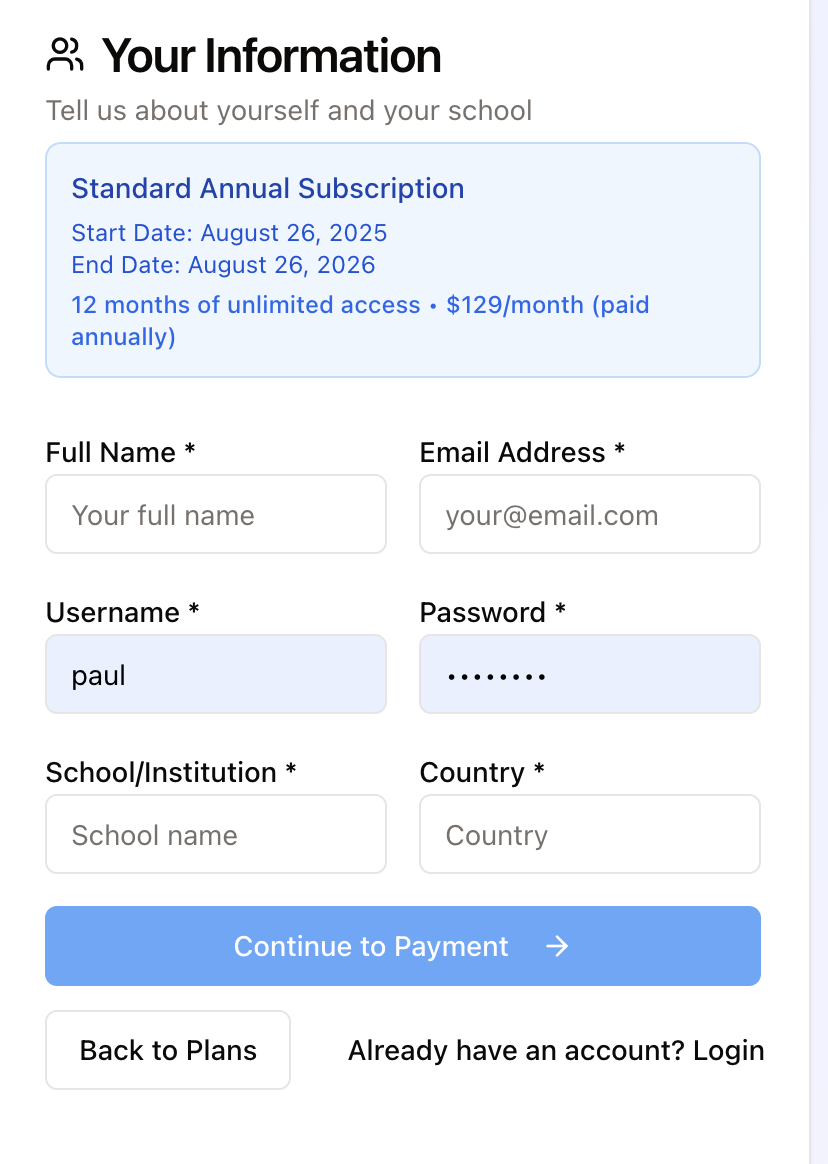 Your Information
Tell us about yourself and your school
Standard Annual Subscription
Start Date: August 26, 2025
End Date: August 26, 2026
12 months of unlimited access • $129/month (paid
annually)
Full Name *
Email Address *
Your full name
your@email.com
Username *
Password *
paul
••••••••
School/Institution *
Country *
School name
Country
Continue to Payment →
Back to Plans
Already have an account? Login